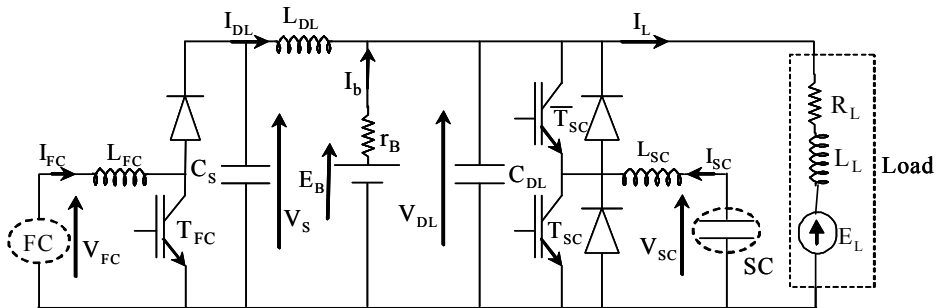 I_DL
L_DL
I_L
I_b
r_B
E_B
V_DL
C_DL
T̅_SC
L_SC
I_SC
R_L
L_L
Load
I_FC
L_FC
C_S
V_S
T_FC
FC
V_FC
T_SC
V_SC
SC
E_L